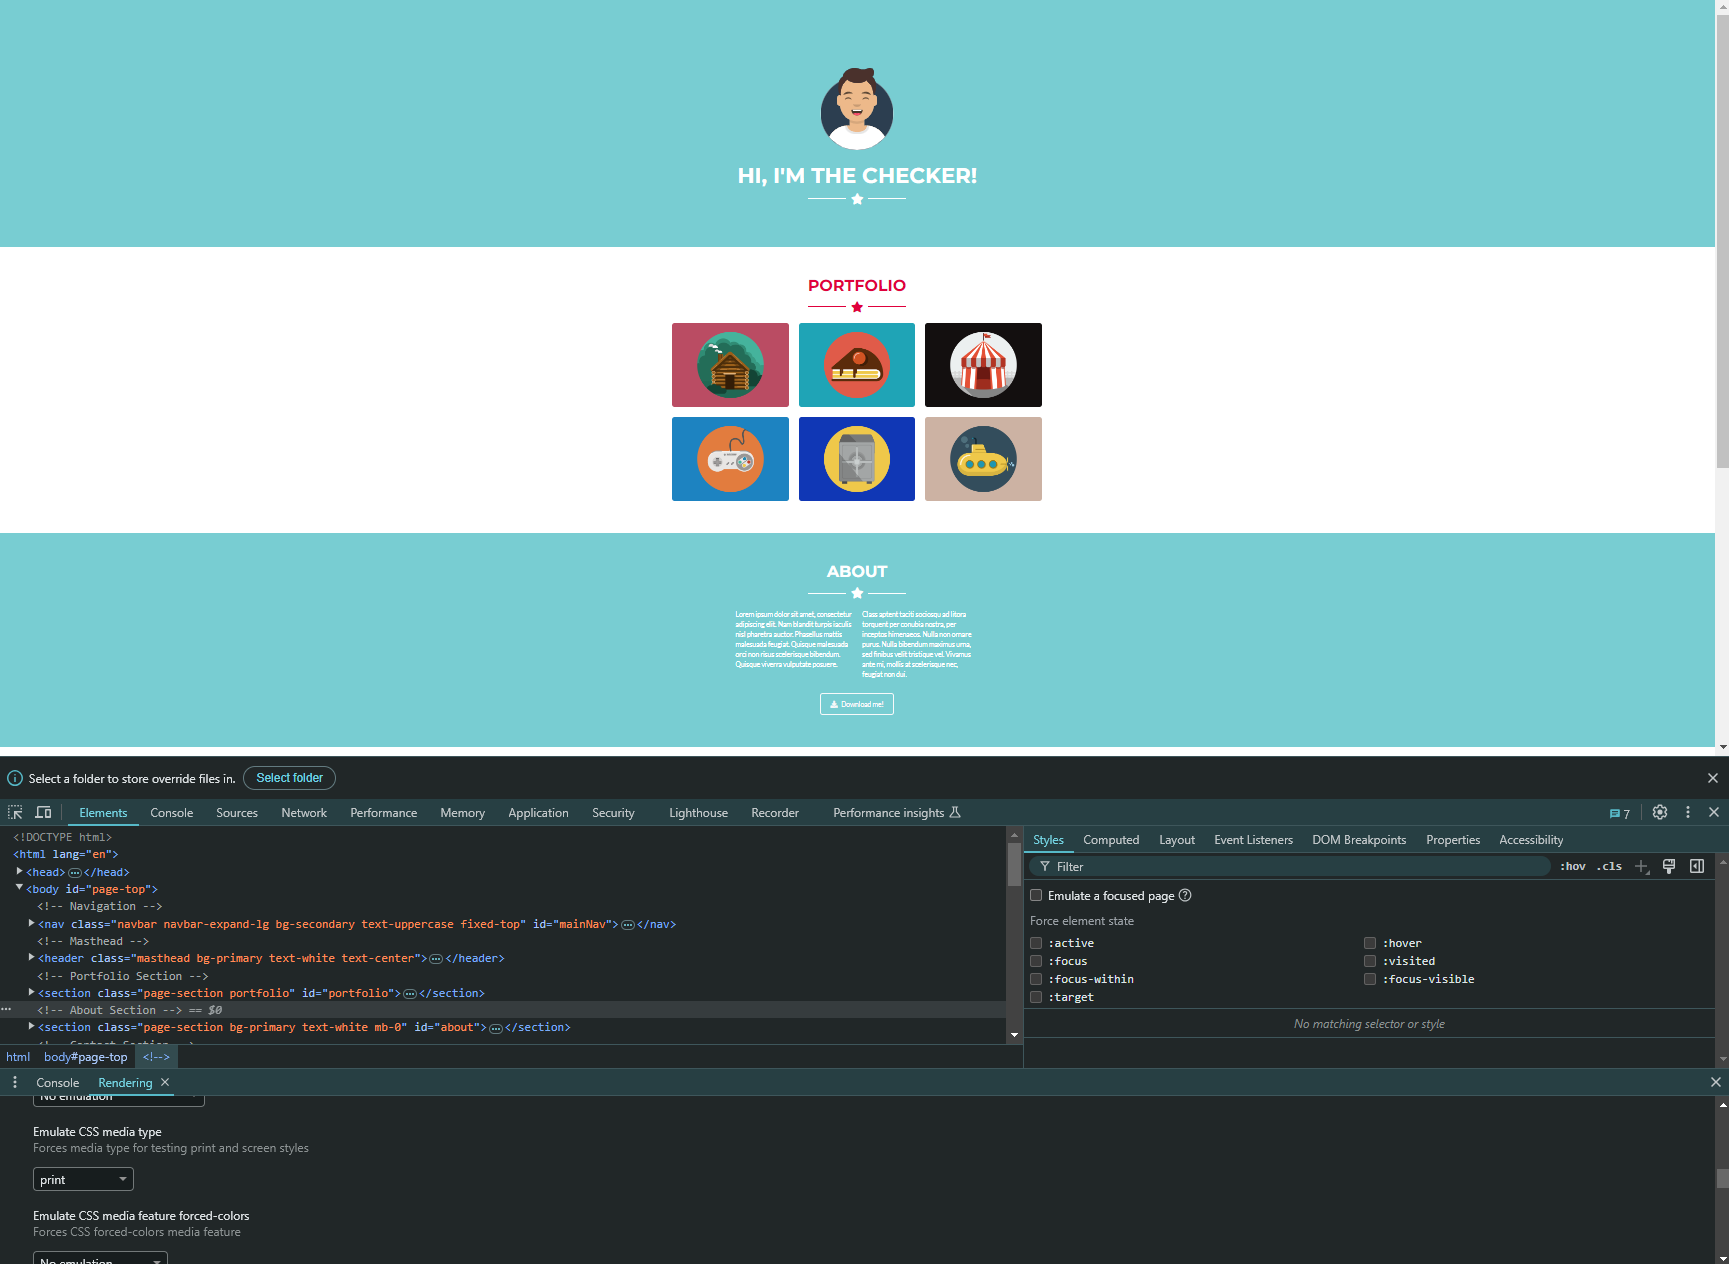 HI, I'M THE CHECKER!
PORTFOLIO
ABOUT
Lorem ipsum dolor sit amet, consectetur
adipiscing elit. Nam blandit turpis iaculis
nisl pharetra auctor. Phasellus mattis
malesuada feugiat. Quisque malesuada
orci non risus scelerisque bibendum.
Quisque viverra vulputate posuere.
Class aptent taciti sociosqu ad litora
torquent per conubia nostra, per
inceptos himenaeos. Nulla non ornare
purus. Nulla bibendum maximus urna,
sed finibus velit tristique vel. Vivamus
ante mi, mollis at scelerisque nec,
feugiat non dui.
Download me!
Select a folder to store override files in. Select folder
Elements Console Sources Network Performance Memory Application Security Lighthouse Recorder Performance insights 7
<!DOCTYPE html>
<html lang="en">
<head>…</head>
<body id="page-top">
<!-- Navigation -->
<nav class="navbar navbar-expand-lg bg-secondary text-uppercase fixed-top" id="mainNav">…</nav>
<!-- Masthead -->
<header class="masthead bg-primary text-white text-center">…</header>
<!-- Portfolio Section -->
<section class="page-section portfolio" id="portfolio">…</section>
<!-- About Section --> == $0
<section class="page-section bg-primary text-white mb-0" id="about">…</section>
<!-- Contact Section -->
html body#page-top <!-->
Styles Computed Layout Event Listeners DOM Breakpoints Properties Accessibility
Filter :hov .cls
Emulate a focused page
Force element state
:active :hover
:focus :visited
:focus-within :focus-visible
:target
No matching selector or style
Console Rendering
No emulation
Emulate CSS media type
Forces media type for testing print and screen styles
print
Emulate CSS media feature forced-colors
Forces CSS forced-colors media feature
No emulation